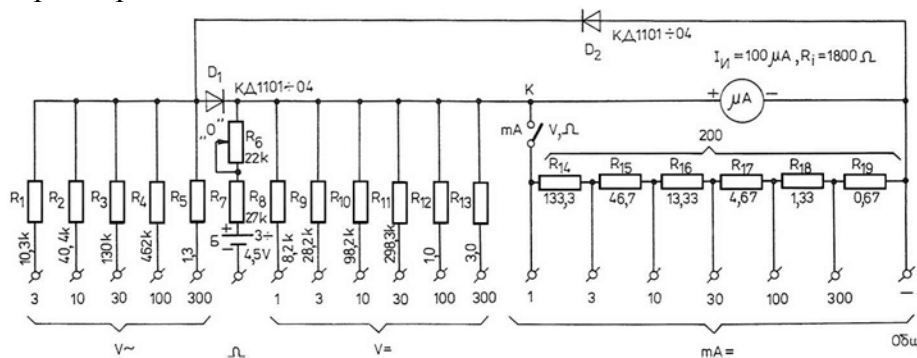 D₂
КД1101÷04
D₁
КД1101÷04
I_И = 100 μA, R_i = 1800 Ω
+ μA −
K
mA V,Ω
200
"O"
R₆
22k
R₁
R₂
R₃
R₄
R₅
R₇
R₈
R₉
R₁₀
R₁₁
R₁₂
R₁₃
R₁₄
R₁₅
R₁₆
R₁₇
R₁₈
R₁₉
133,3
46,7
13,33
4,67
1,33
0,67
10,3k
40,4k
130k
462k
1,3
27k
8,2k
28,2k
98,2k
298,3k
1,0
3,0
Б + −
3÷
4,5V
3 10 30 100 300
1 3 10 30 100 300
1 3 10 30 100 300 −
V~
Ω
V=
mA=